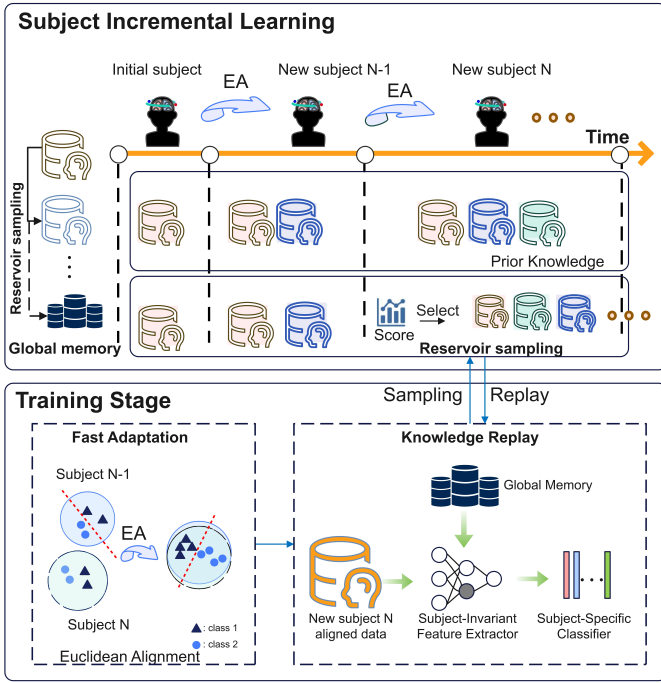 Subject Incremental Learning
Initial subject
EA
New subject N-1
EA
New subject N
Time
Reservoir sampling
Prior Knowledge
Score
Select
Global memory
Reservoir sampling
Sampling
Replay
Training Stage
Fast Adaptation
Subject N-1
EA
Subject N
: class 1
: class 2
Euclidean Alignment
Knowledge Replay
Global Memory
New subject N
aligned data
Subject-Invariant
Feature Extractor
Subject-Specific
Classifier